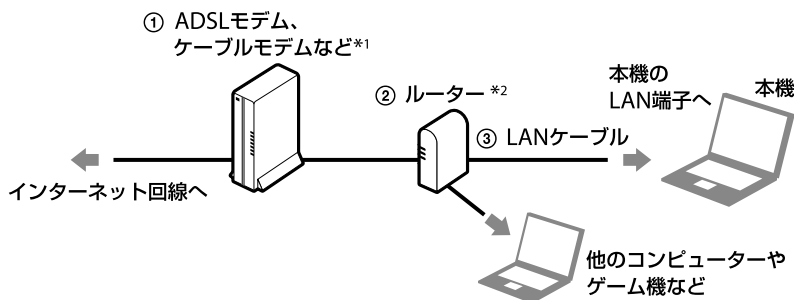 ① ADSLモデム、
ケーブルモデムなど*1
② ルーター *2
③ LANケーブル
本機の
LAN端子へ
本機
インターネット回線へ
他のコンピューターや
ゲーム機など